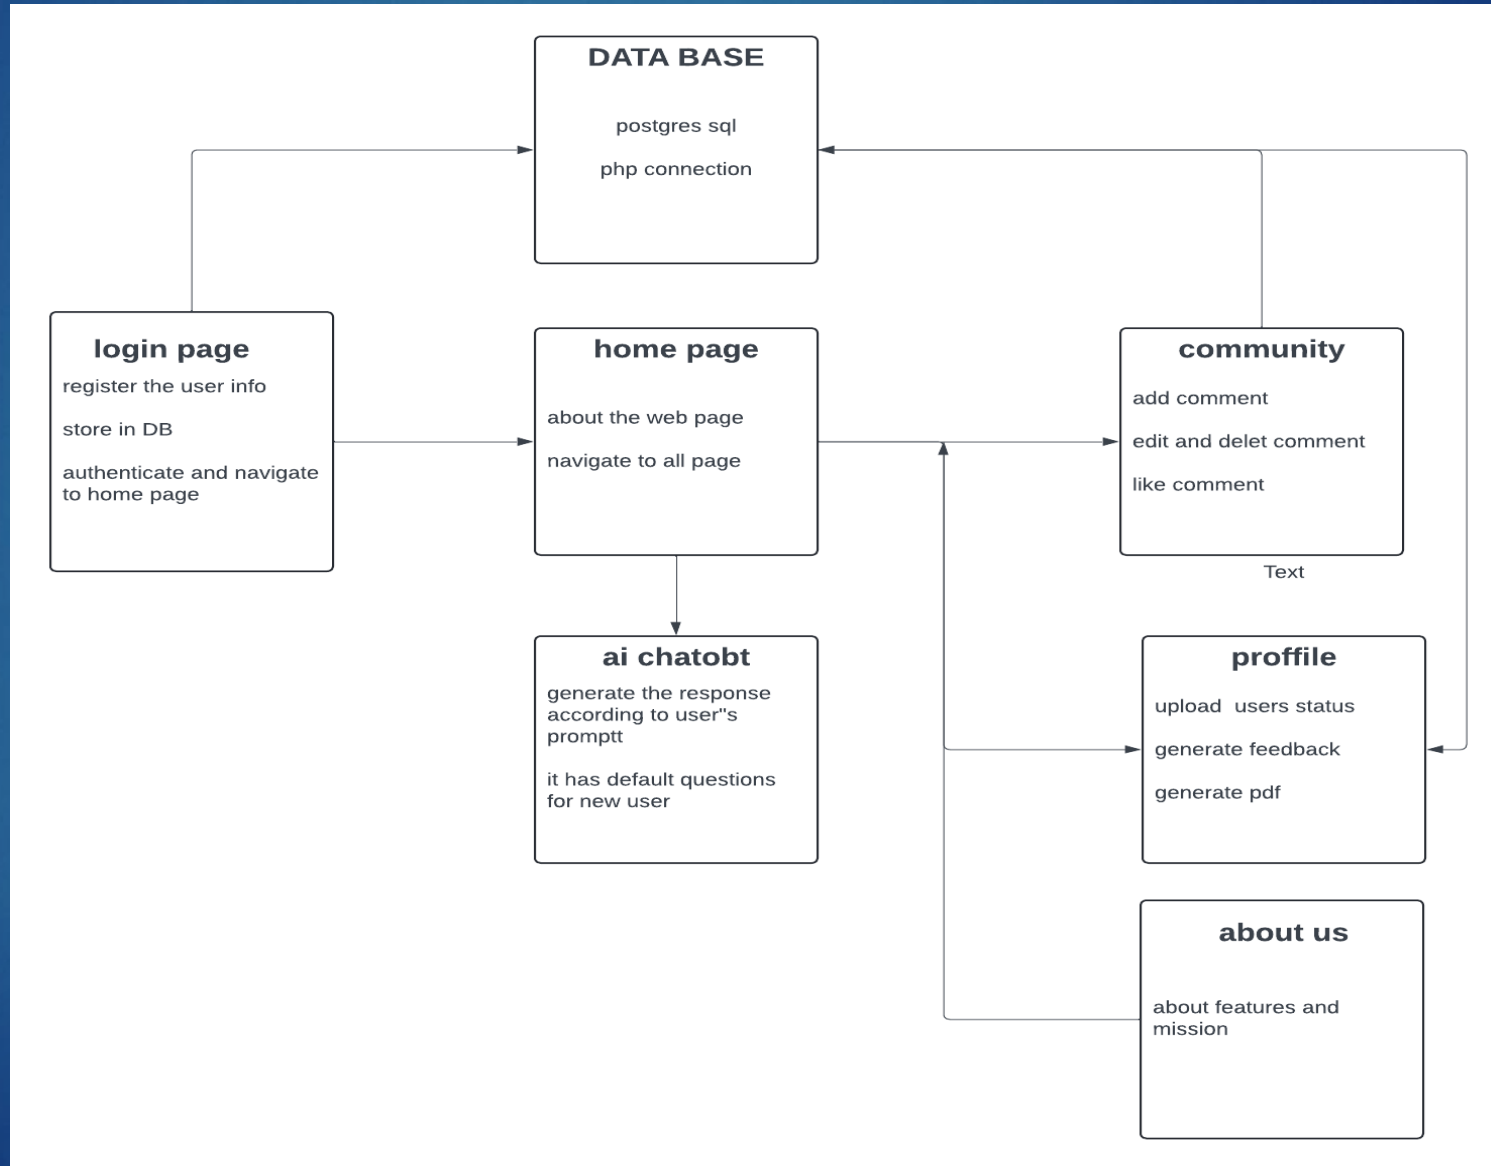 DATA BASE
postgres sql
php connection
login page
register the user info
store in DB
authenticate and navigate
to home page
home page
about the web page
navigate to all page
community
add comment
edit and delet comment
like comment
Text
ai chatobt
generate the response
according to user"s
promptt
it has default questions
for new user
proffile
upload  users status
generate feedback
generate pdf
about us
about features and
mission